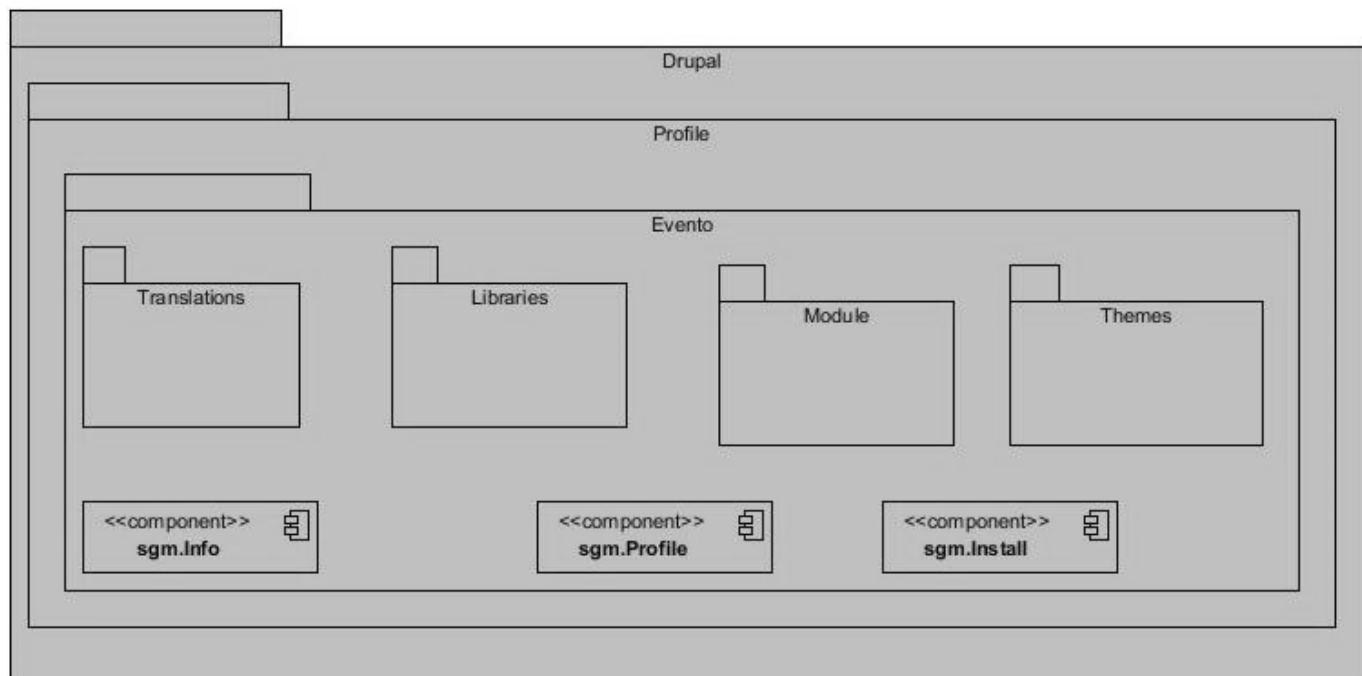 Drupal
Profile
Evento
Translations
Libraries
Module
Themes
<<component>>
sgm.Info
<<component>>
sgm.Profile
<<component>>
sgm.Install